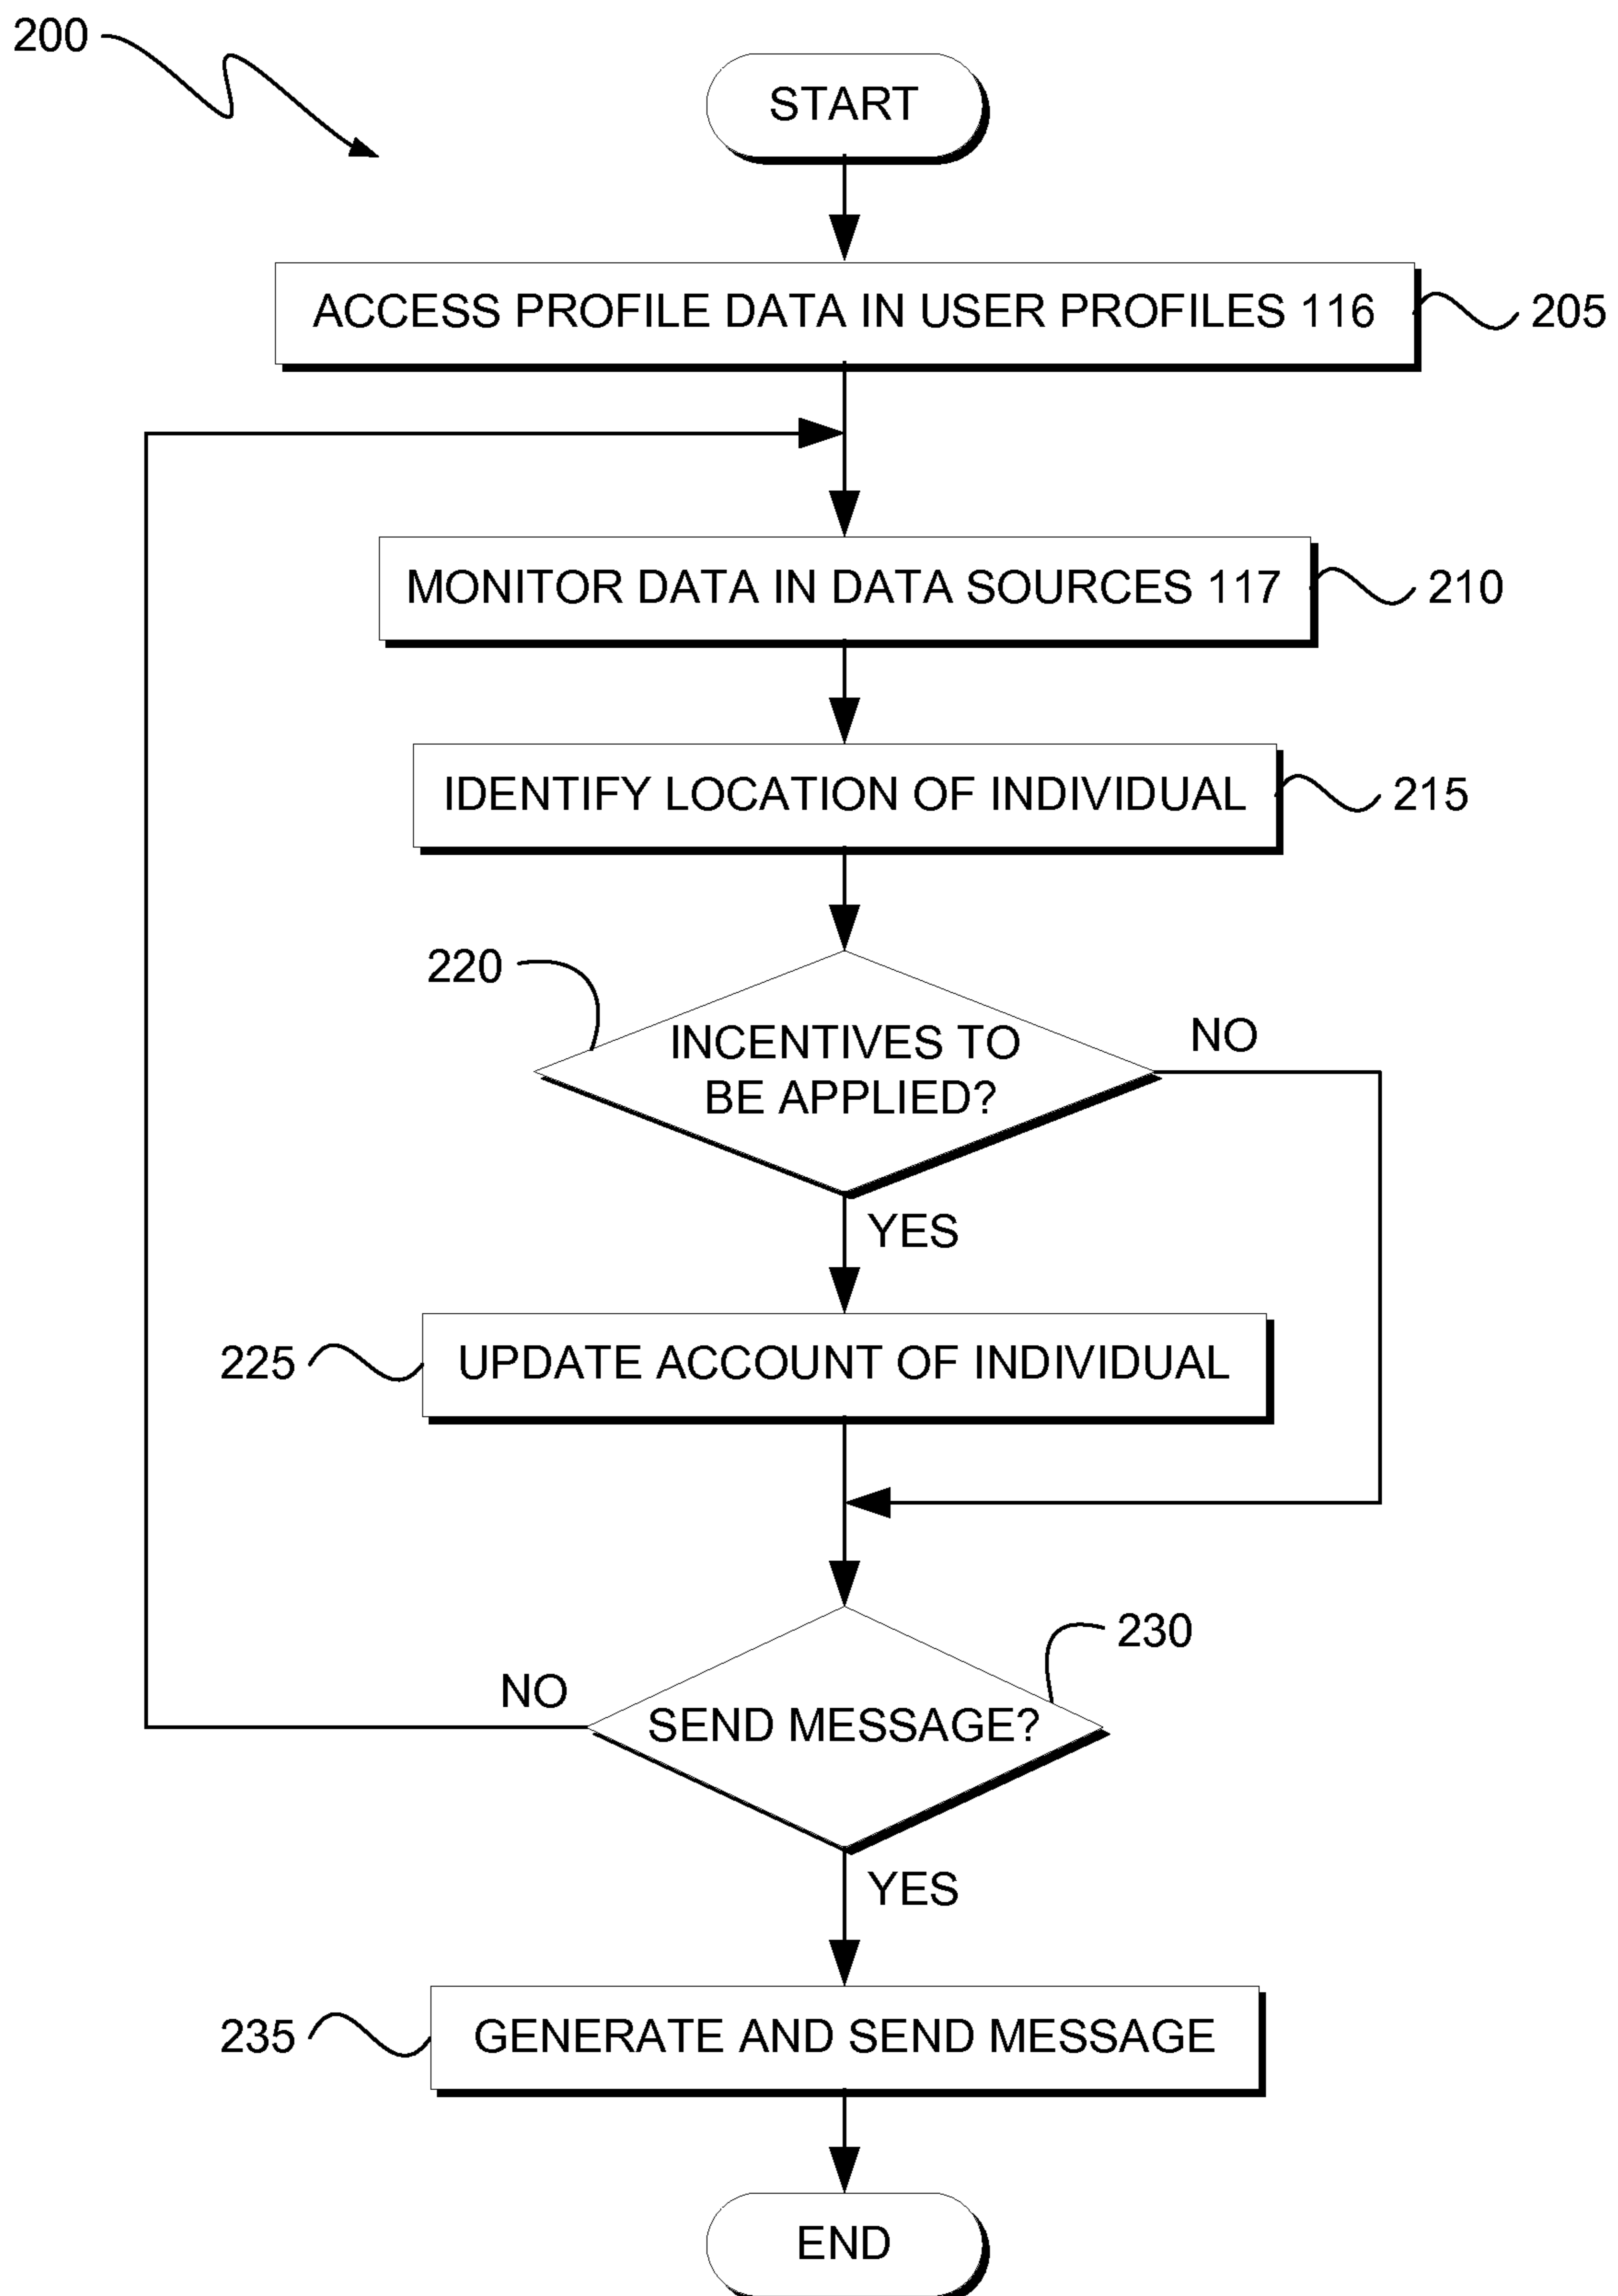 200
START
ACCESS PROFILE DATA IN USER PROFILES 116
205
MONITOR DATA IN DATA SOURCES 117
210
IDENTIFY LOCATION OF INDIVIDUAL
215
220
INCENTIVES TO
BE APPLIED?
NO
YES
225
UPDATE ACCOUNT OF INDIVIDUAL
230
NO
SEND MESSAGE?
YES
235
GENERATE AND SEND MESSAGE
END